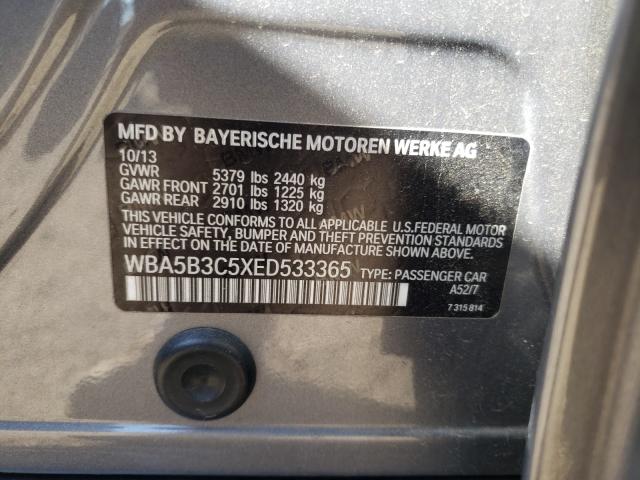 MFD BY BAYERISCHE MOTOREN WERKE AG
10/13
GVWR 5379 lbs 2440 kg
GAWR FRONT 2701 lbs 1225 kg
GAWR REAR 2910 lbs 1320 kg
THIS VEHICLE CONFORMS TO ALL APPLICABLE U.S.FEDERAL MOTOR
VEHICLE SAFETY, BUMPER AND THEFT PREVENTION STANDARDS
IN EFFECT ON THE DATE OF MANUFACTURE SHOWN ABOVE.
WBA5B3C5XED533365 TYPE: PASSENGER CAR
A52/7
7 315 814